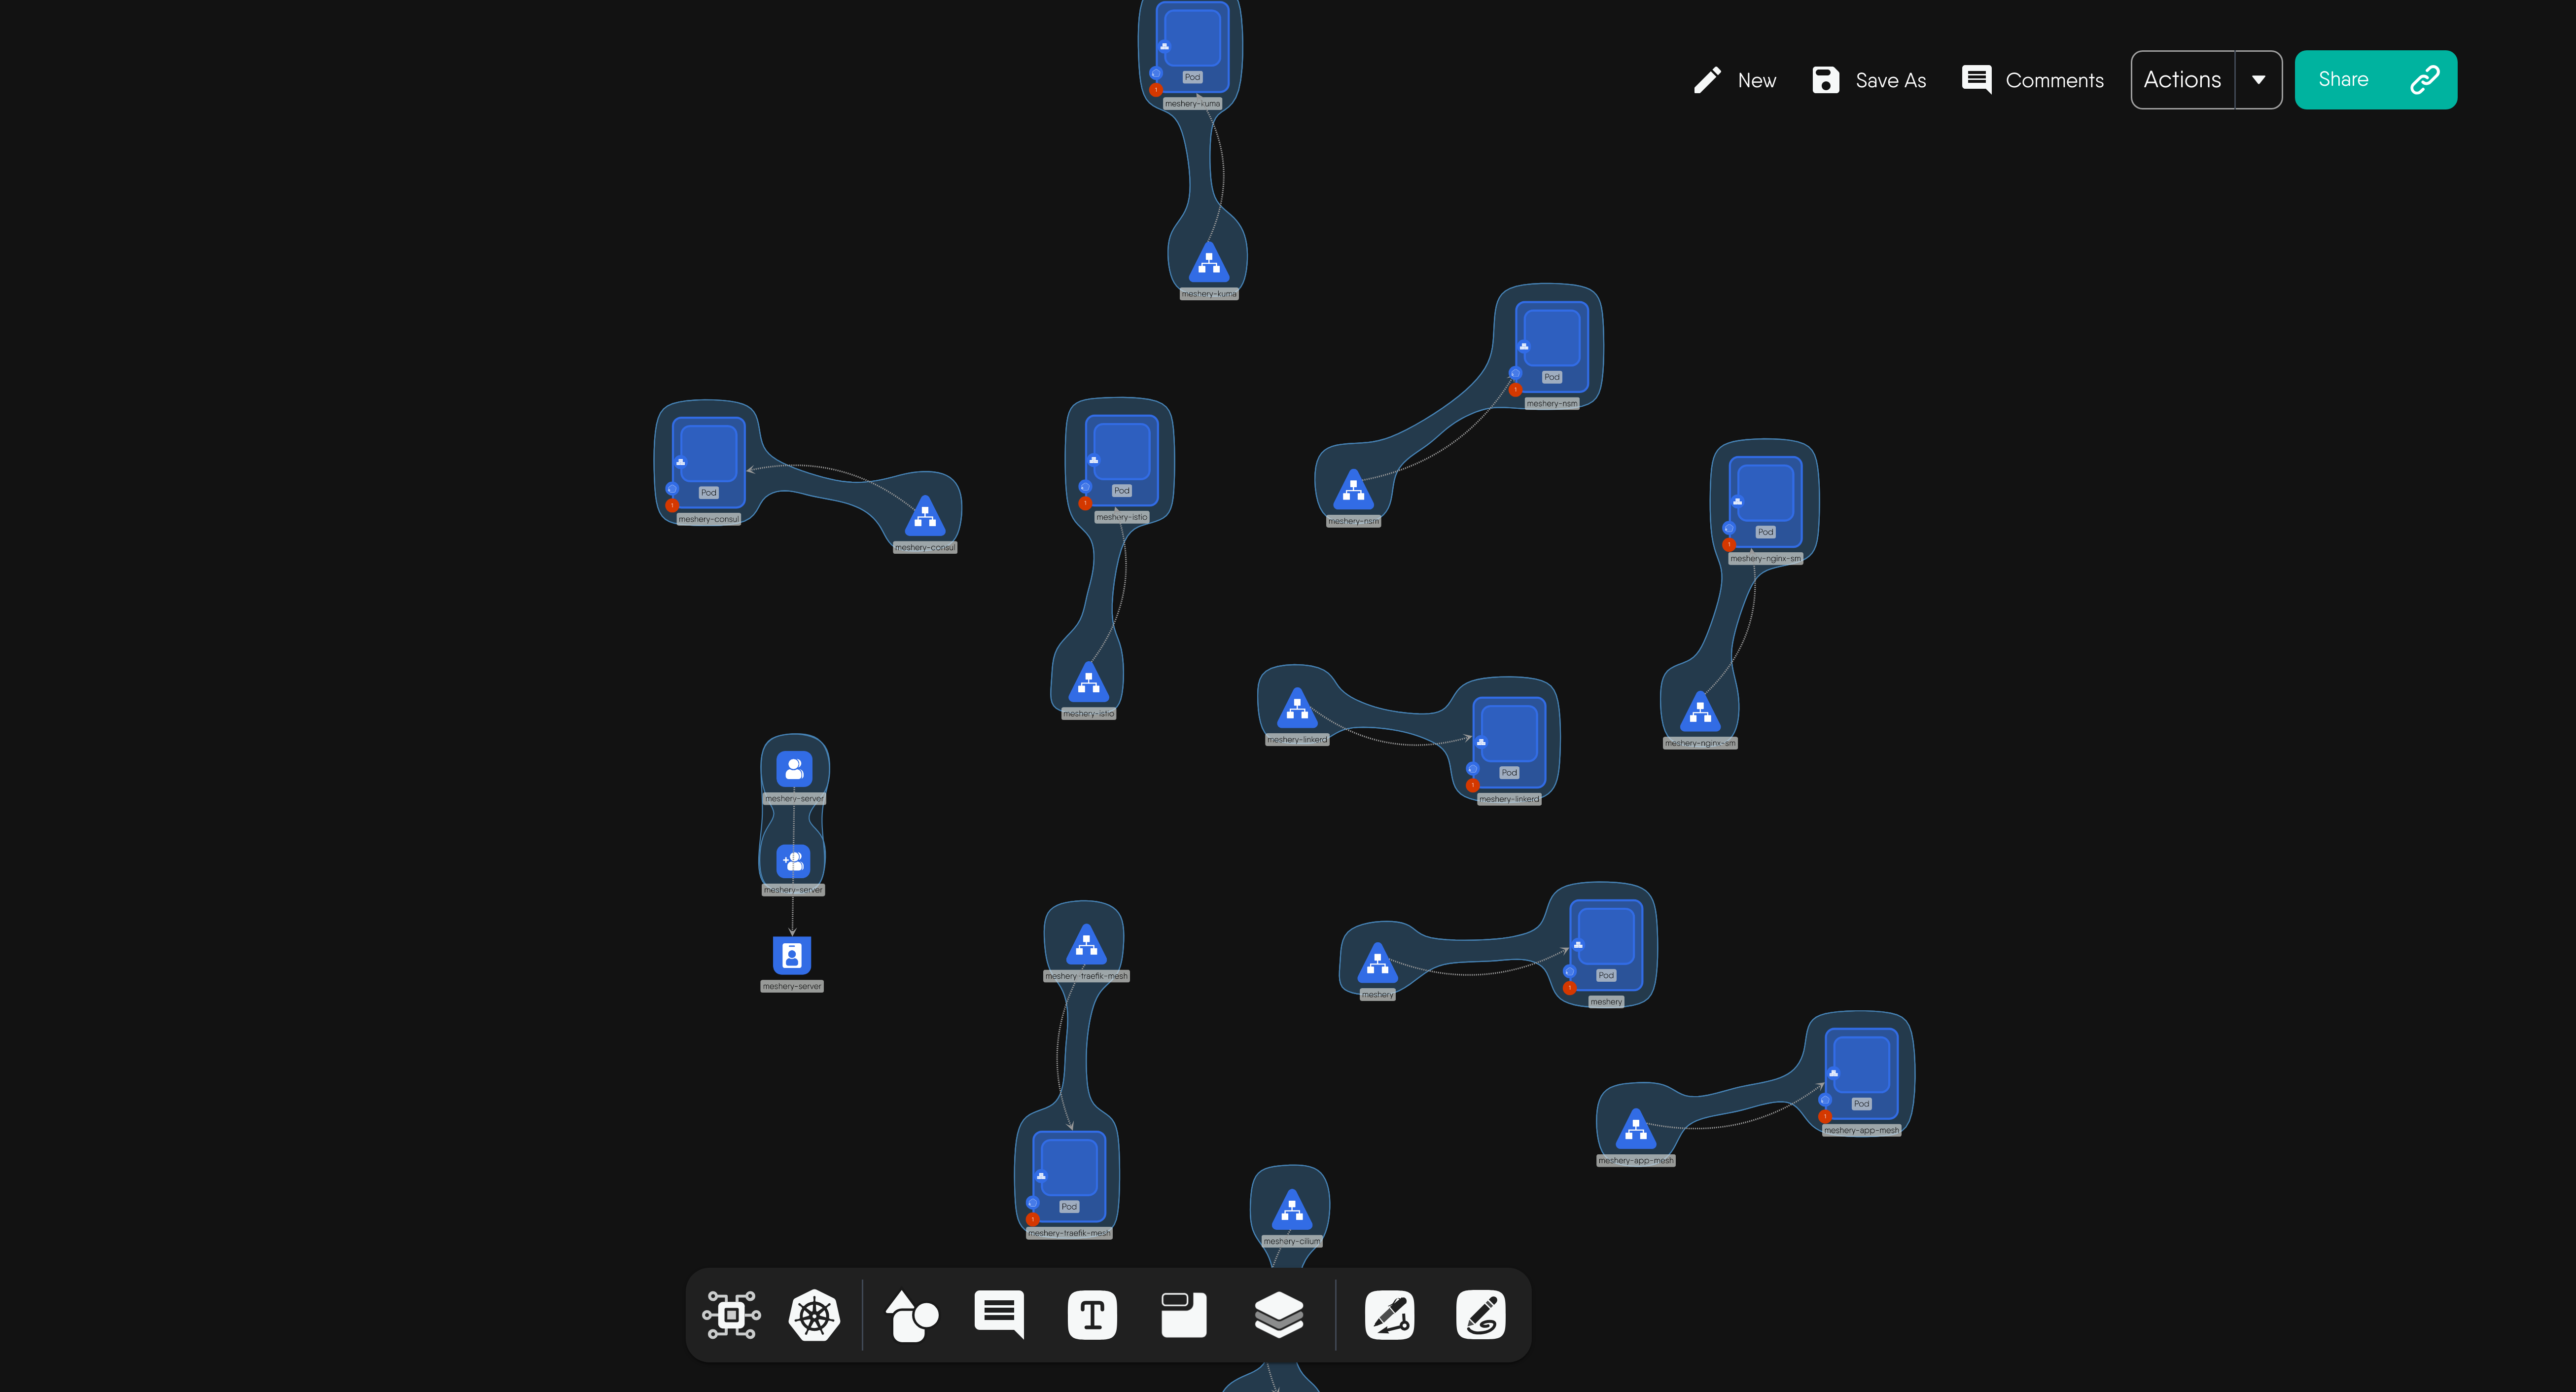 Pod
meshery-kuma
New
Save As
Comments
Actions
Share
meshery-kuma
Pod
meshery-nsm
Pod
meshery-consul
Pod
meshery-istio
meshery-nsm
Pod
meshery-nginx-sm
meshery-consul
meshery-istio
meshery-linkerd
meshery-nginx-sm
Pod
meshery-linkerd
meshery-server
meshery-server
meshery-server
meshery-traefik-mesh
meshery
Pod
meshery
Pod
meshery-app-mesh
meshery-app-mesh
Pod
meshery-traefik-mesh
meshery-cilium
T